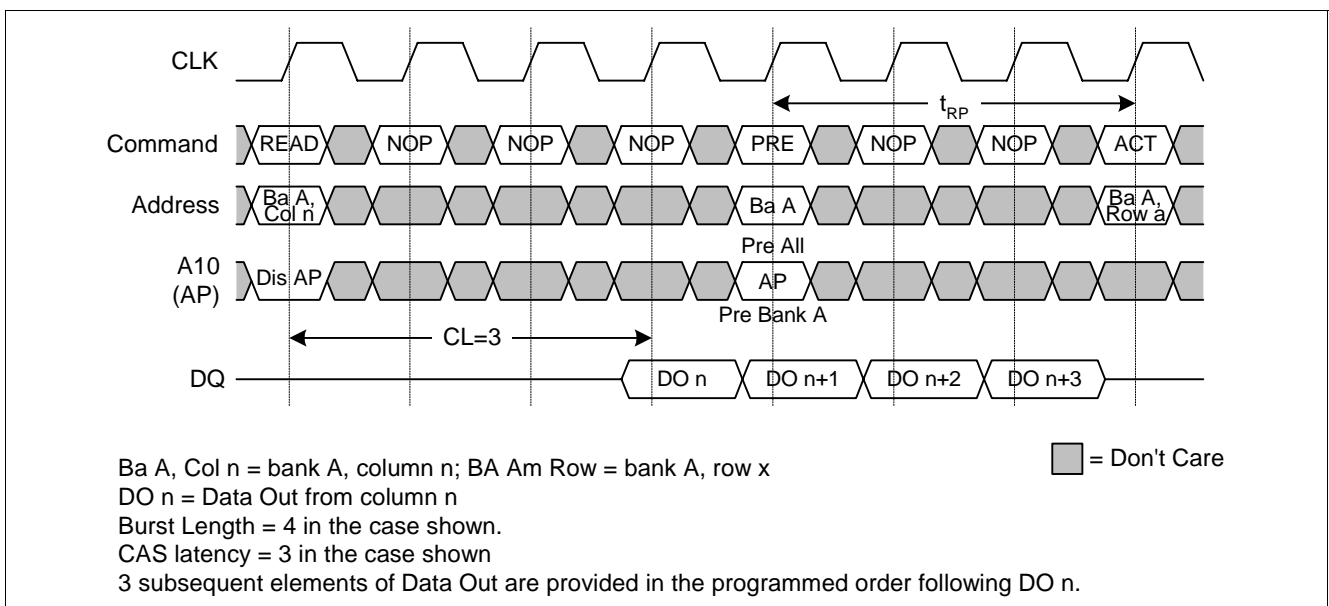 CLK
t_RP
Command READ NOP NOP NOP PRE NOP NOP ACT
Address Ba A, Col n Ba A Ba A, Row a
Pre All
A10 (AP) Dis AP AP
Pre Bank A
CL=3
DQ DO n DO n+1 DO n+2 DO n+3
Ba A, Col n = bank A, column n; BA Am Row = bank A, row x
= Don't Care
DO n = Data Out from column n
Burst Length = 4 in the case shown.
CAS latency = 3 in the case shown
3 subsequent elements of Data Out are provided in the programmed order following DO n.